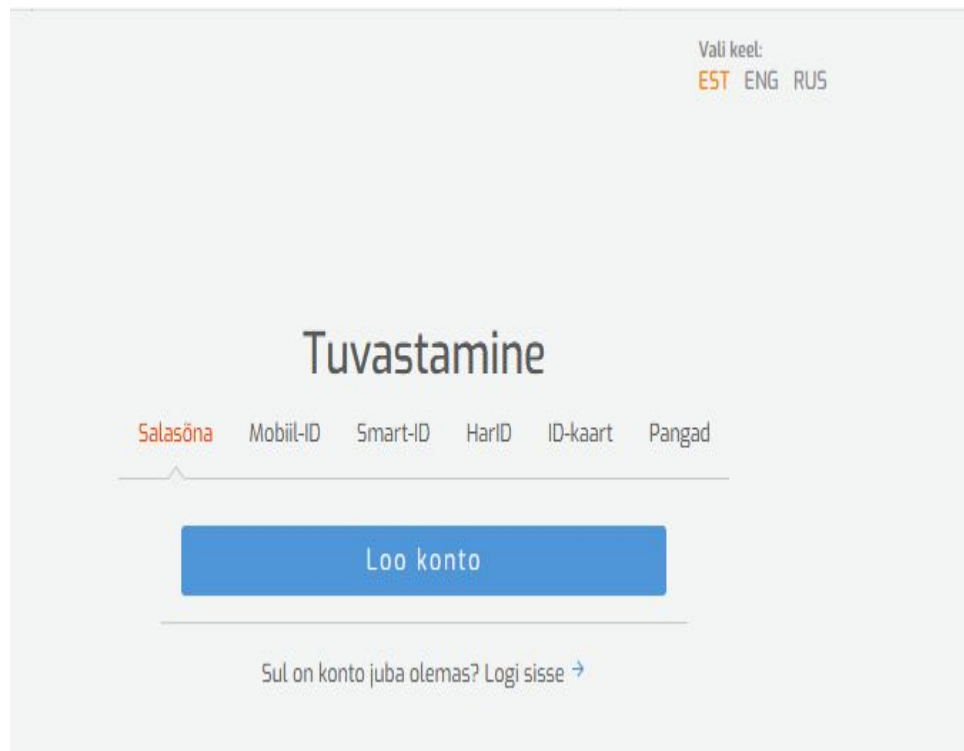 Vali keel:
EST ENG RUS
Tuvastamine
Salasõna Mobiil-ID Smart-ID HarID ID-kaart Pangad
Loo konto
Sul on konto juba olemas? Logi sisse →